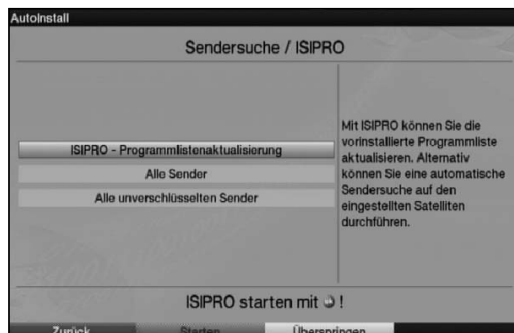 AutoInstall
Sendersuche / ISIPRO
ISIPRO - Programmlistenaktualisierung
Alle Sender
Alle unverschlüsselten Sender
Mit ISIPRO können Sie die
vorinstallierte Programmliste
aktualisieren. Alternativ
können Sie eine automatische
Sendersuche auf den
eingestellten Satelliten
durchführen.
ISIPRO starten mit !
Zurück Starten Überspringen